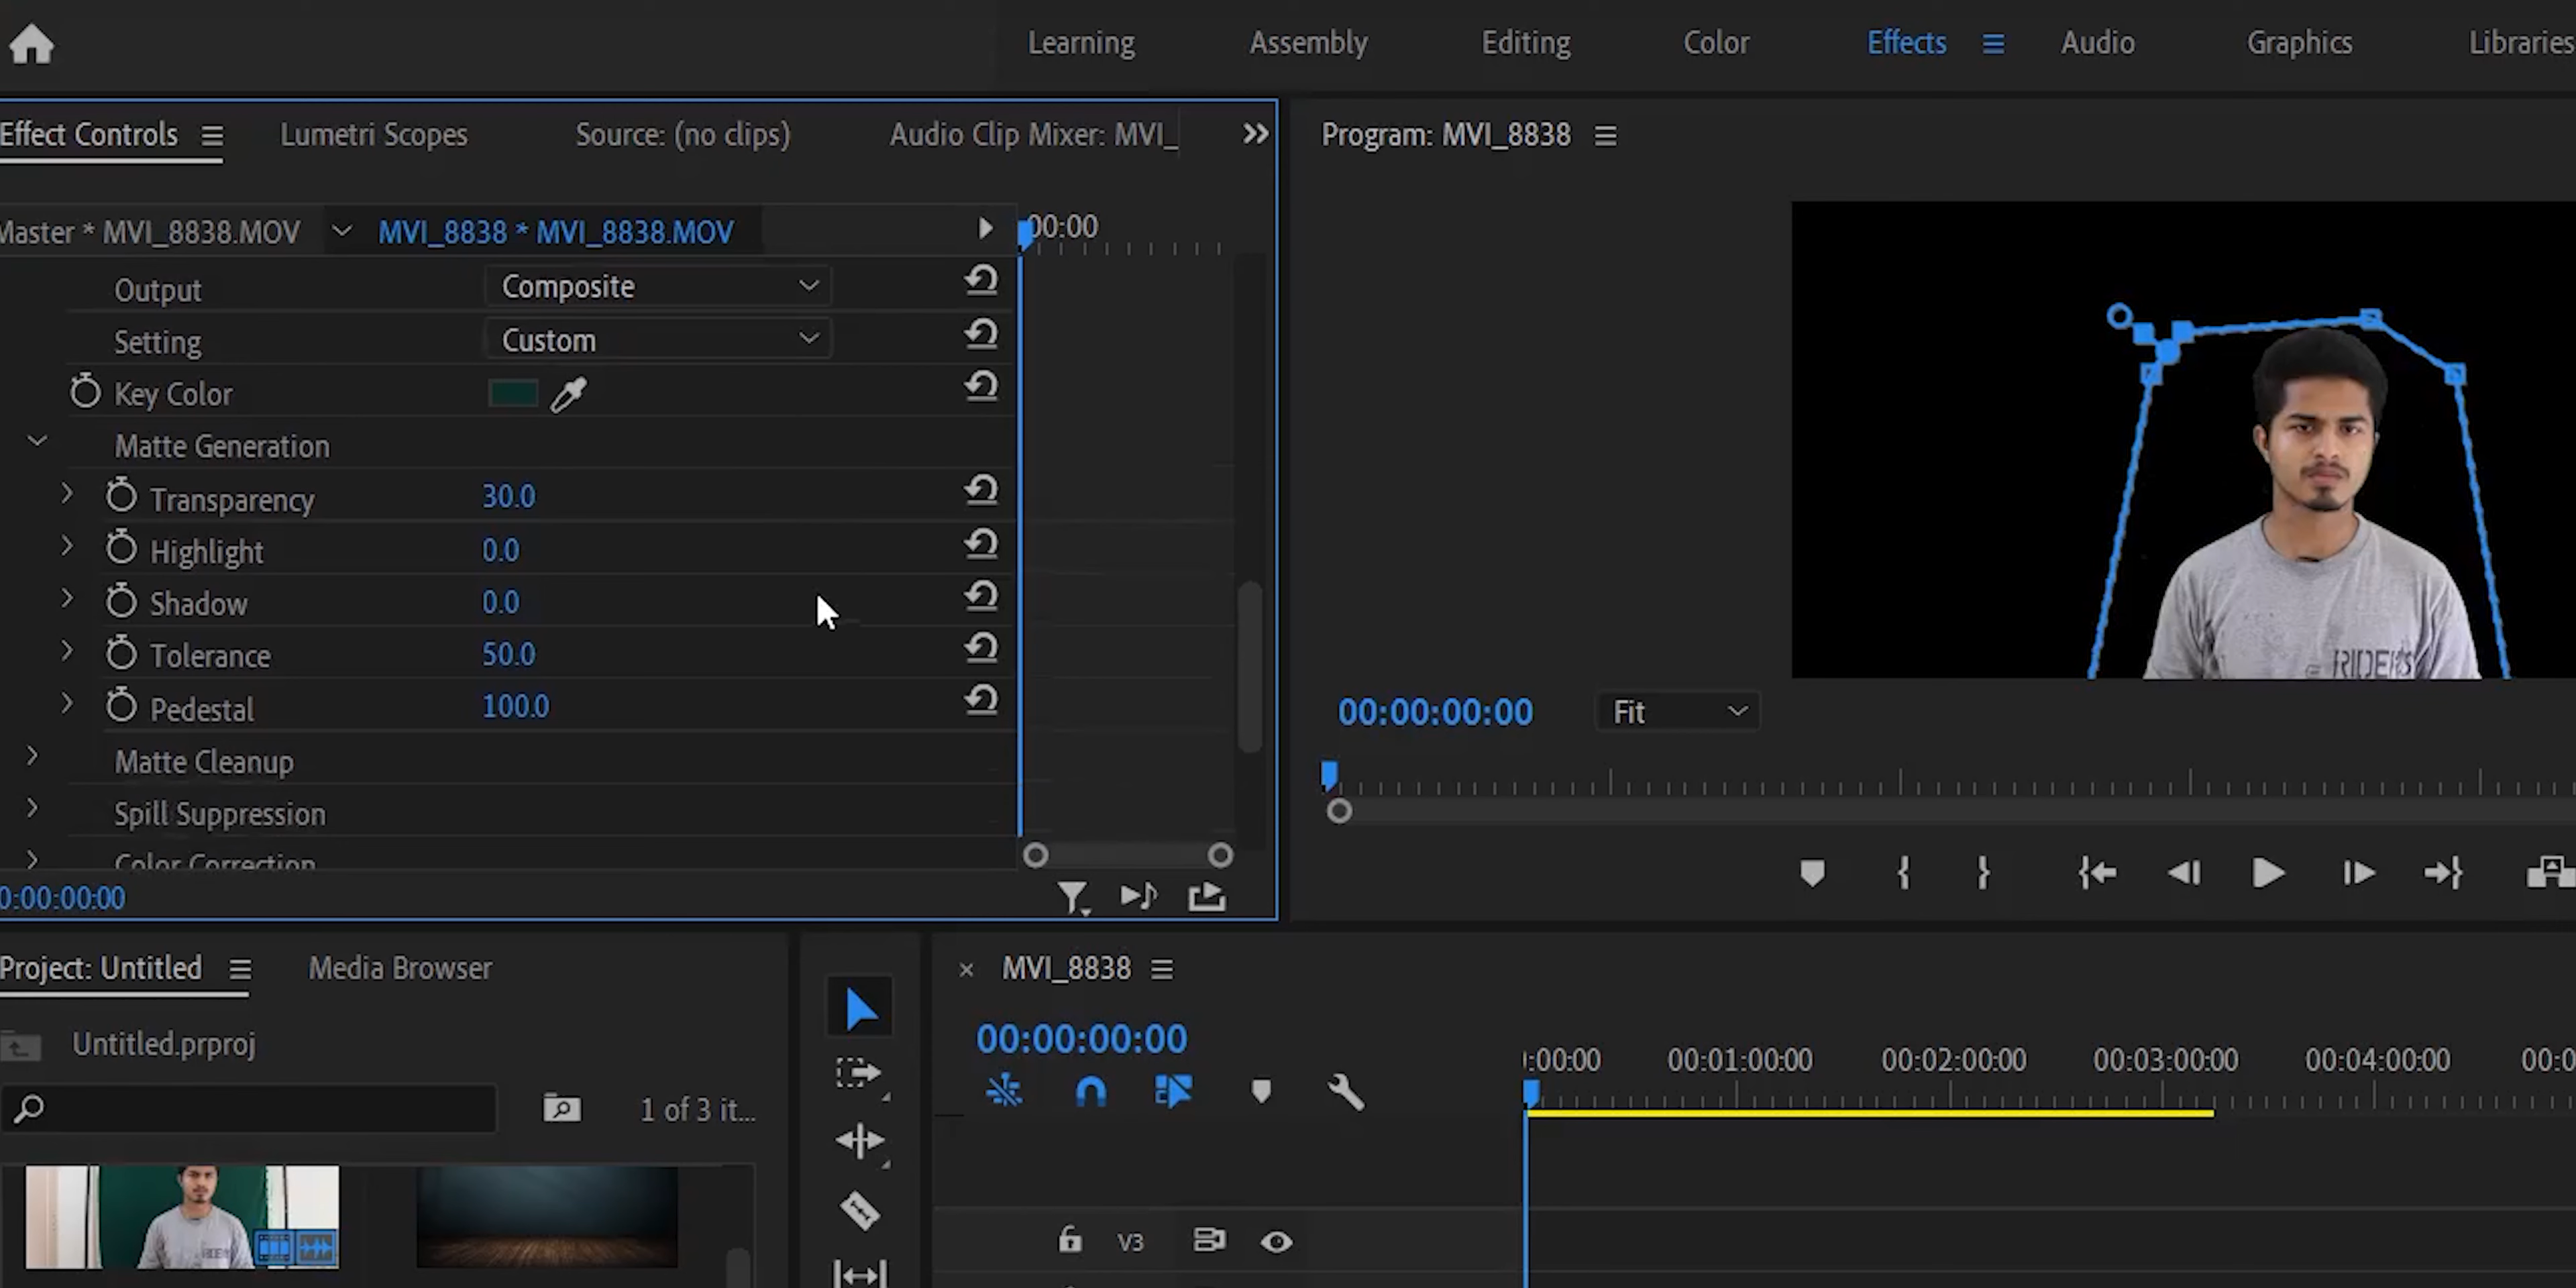 Learning Assembly Editing Color Effects Audio Graphics Libraries
Effect Controls Lumetri Scopes Source: (no clips) Audio Clip Mixer: MVI_
Program: MVI_8838
Master * MVI_8838.MOV MVI_8838 * MVI_8838.MOV
00:00
Output Composite
Setting Custom
Key Color
Matte Generation
Transparency 30.0
Highlight 0.0
Shadow 0.0
Tolerance 50.0
Pedestal 100.0
Matte Cleanup
Spill Suppression
Color Correction
0:00:00:00
RIDERS
00:00:00:00 Fit
Project: Untitled Media Browser
Untitled.prproj
1 of 3 it...
MVI_8838
00:00:00:00
:00:00 00:01:00:00 00:02:00:00 00:03:00:00 00:04:00:00 00:0
V3